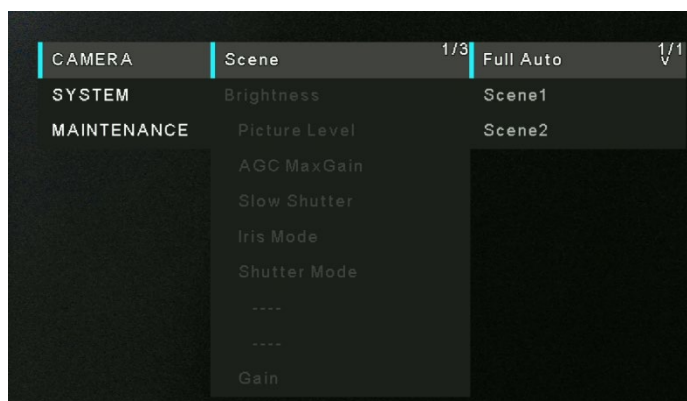 CAMERA
SYSTEM
MAINTENANCE
Scene 1/3
Brightness
Picture Level
AGC MaxGain
Slow Shutter
Iris Mode
Shutter Mode
----
----
Gain
Full Auto 1/1
Scene1
Scene2